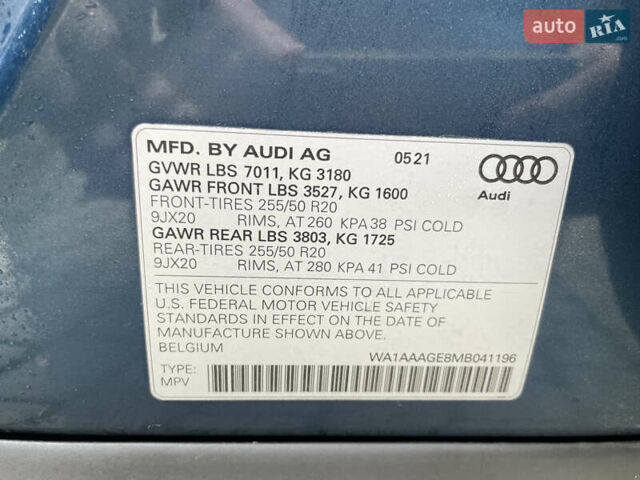 auto RIA .com
MFD. BY AUDI AG 0521
GVWR LBS 7011, KG 3180
GAWR FRONT LBS 3527, KG 1600
FRONT-TIRES 255/50 R20
9JX20 RIMS, AT 260 KPA 38 PSI COLD
GAWR REAR LBS 3803, KG 1725
REAR-TIRES 255/50 R20
9JX20 RIMS, AT 280 KPA 41 PSI COLD
Audi
THIS VEHICLE CONFORMS TO ALL APPLICABLE
U.S. FEDERAL MOTOR VEHICLE SAFETY
STANDARDS IN EFFECT ON THE DATE OF
MANUFACTURE SHOWN ABOVE.
BELGIUM
WA1AAAGE8MB041196
TYPE:
MPV